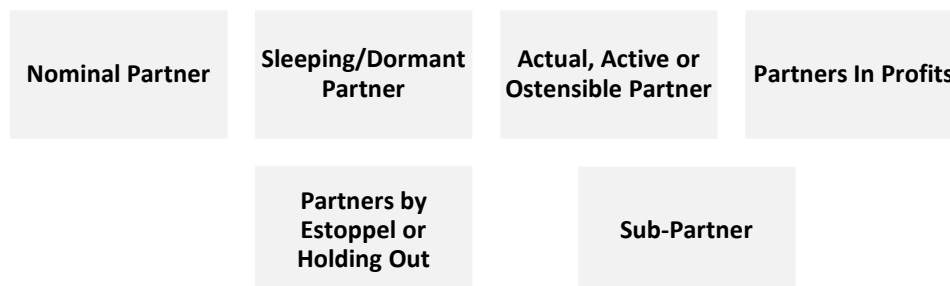 Nominal Partner
Sleeping/Dormant
Partner
Actual, Active or
Ostensible Partner
Partners In Profits
Partners by
Estoppel or
Holding Out
Sub-Partner